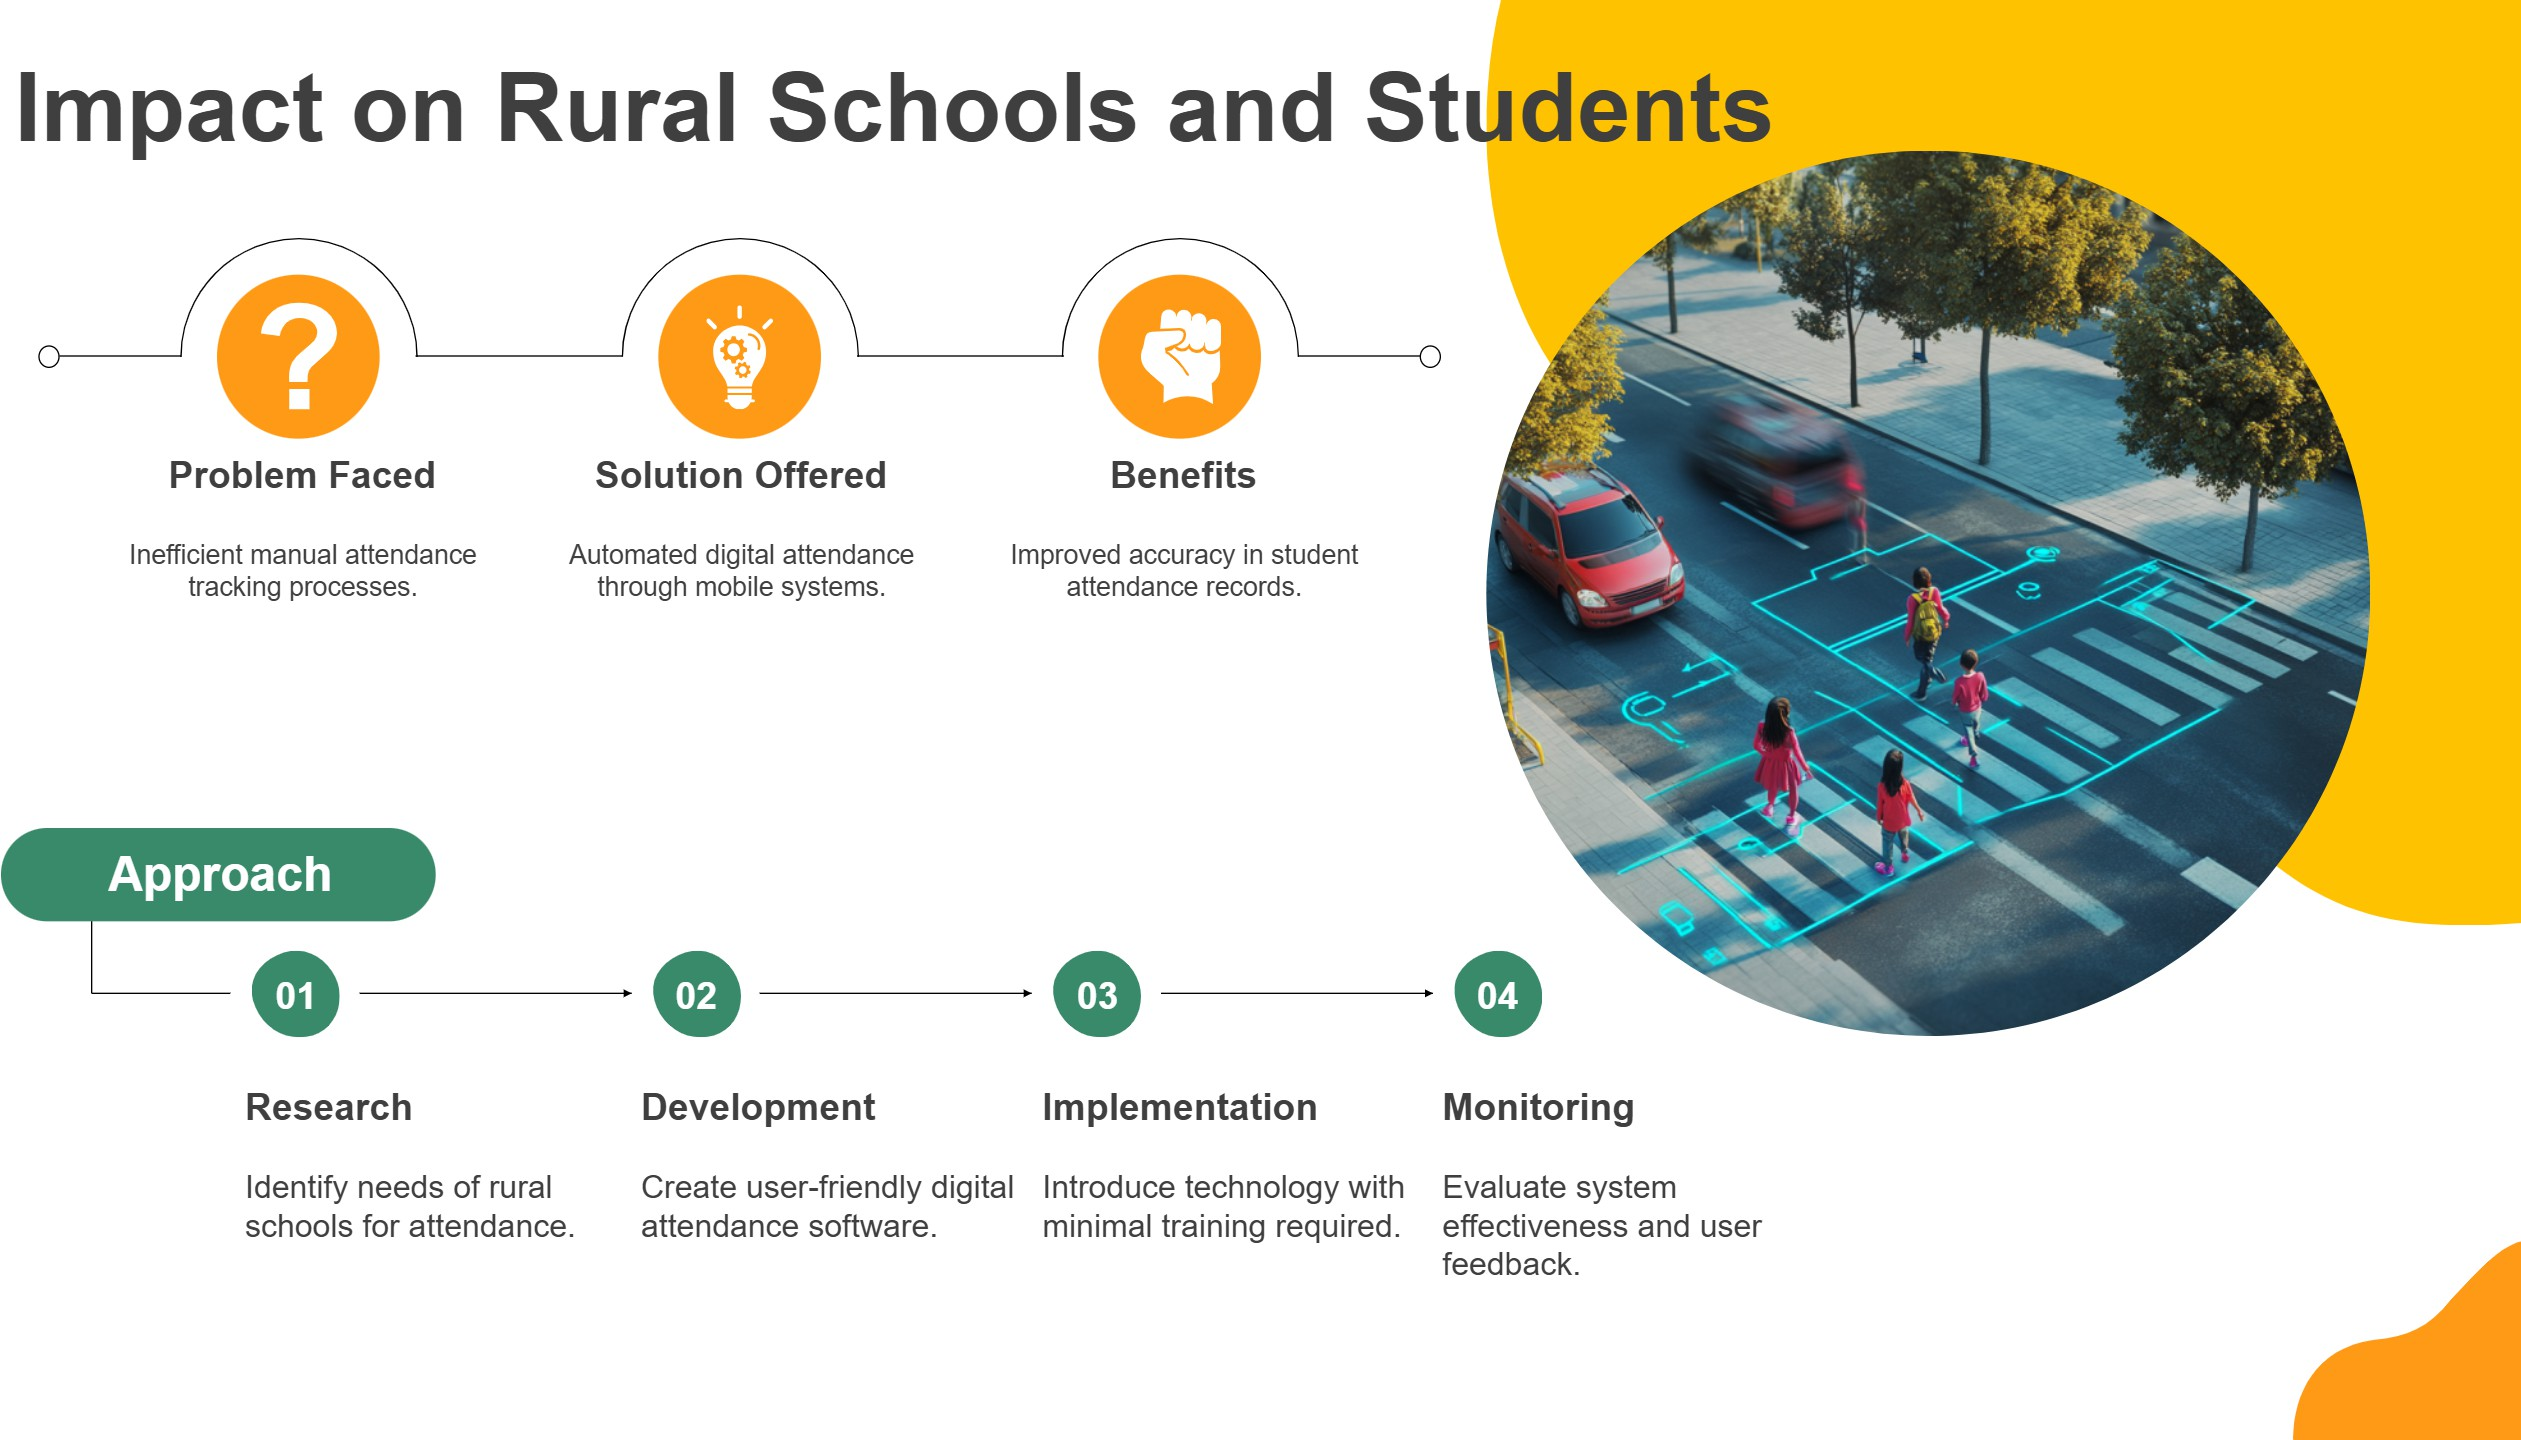 Impact on Rural Schools and Students
?
Problem Faced
Inefficient manual attendance
tracking processes.
Solution Offered
Automated digital attendance
through mobile systems.
Benefits
Improved accuracy in student
attendance records.
Approach
01
Research
Identify needs of rural
schools for attendance.
02
Development
Create user-friendly digital
attendance software.
03
Implementation
Introduce technology with
minimal training required.
04
Monitoring
Evaluate system
effectiveness and user
feedback.